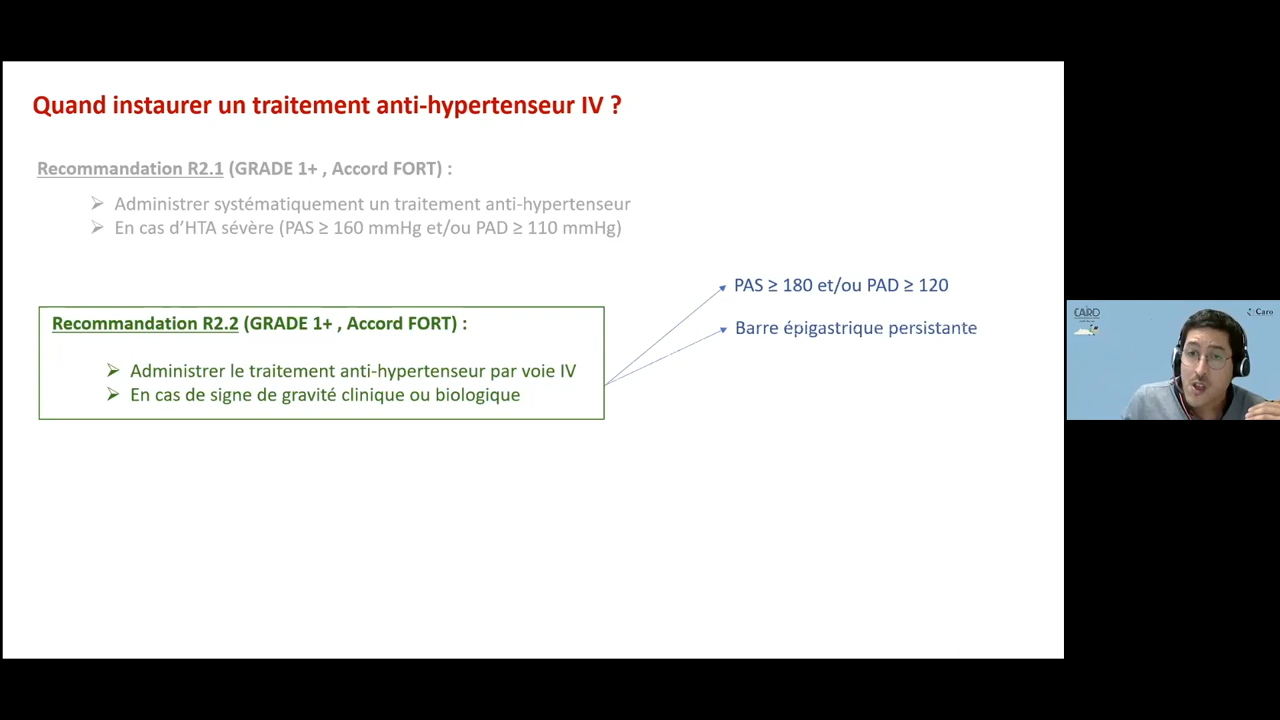 Quand instaurer un traitement anti-hypertenseur IV ?
Recommandation R2.1 (GRADE 1+ , Accord FORT) :
Administrer systématiquement un traitement anti-hypertenseur
En cas d'HTA sévère (PAS ≥ 160 mmHg et/ou PAD ≥ 110 mmHg)
PAS ≥ 180 et/ou PAD ≥ 120
Barre épigastrique persistante
Recommandation R2.2 (GRADE 1+ , Accord FORT) :
Administrer le traitement anti-hypertenseur par voie IV
En cas de signe de gravité clinique ou biologique
CAIRO
Caro